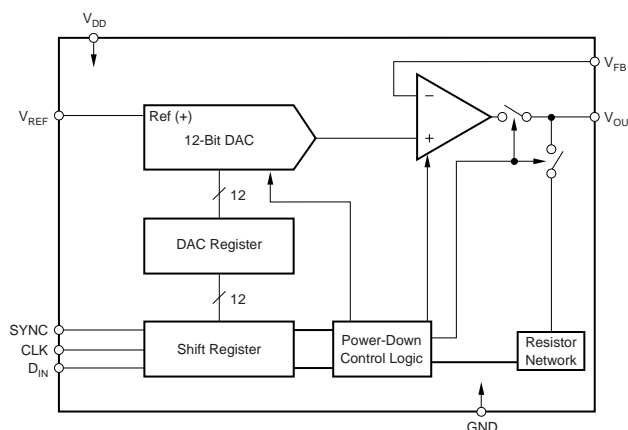 VDD
VFB
VREF
Ref (+)
12-Bit DAC
−
+
VOU
12
DAC Register
12
SYNC
CLK
DIN
Shift Register
Power-Down
Control Logic
Resistor
Network
GND